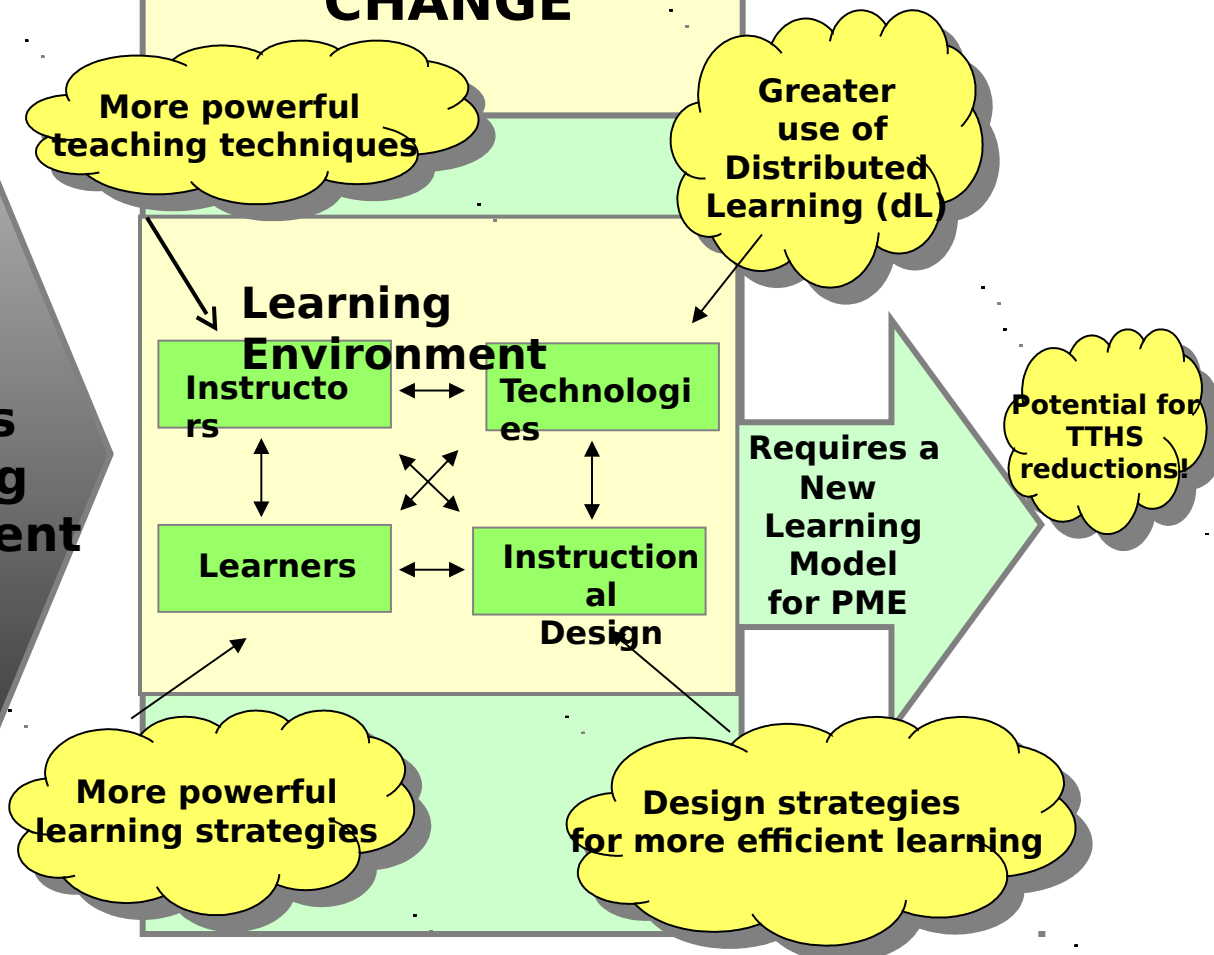 CHANGE
More powerful
teaching techniques
Greater
use of
Distributed
Learning (dL)
Learning
Environment
Instructo
rs
Technologi
es
Learners
Instruction
al
Design
s
g
ent
Requires a
New
Learning
Model
for PME
Potential for
TTHS
reductions!
More powerful
learning strategies
Design strategies
for more efficient learning